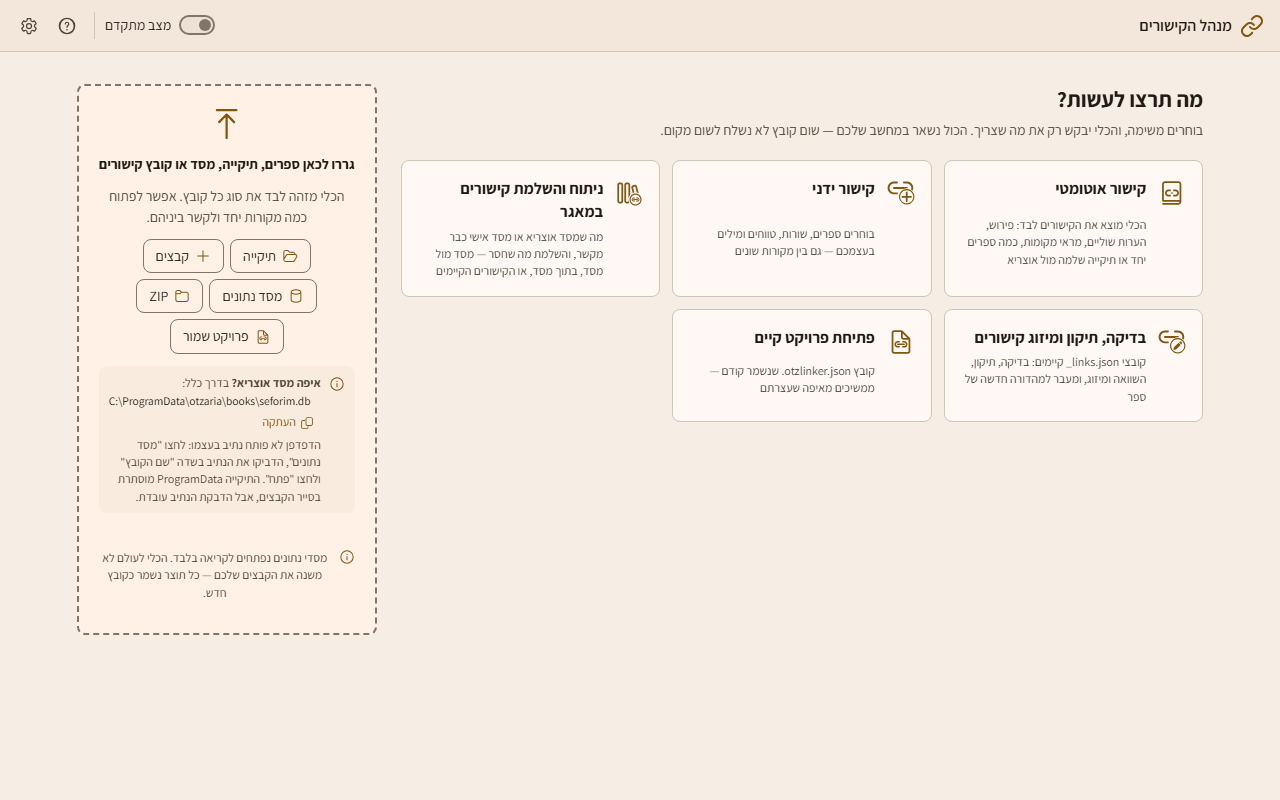 מנהל הקישורים
מצב מתקדם
מה תרצו לעשות?
בוחרים משימה, והכלי יבקש רק את מה שצריך. הכול נשאר במחשב שלכם — שום קובץ לא נשלח לשום מקום.
קישור אוטומטי
הכלי מוצא את הקישורים לבד: פירוש,
הערות שוליים, מראי מקומות, כמה ספרים
יחד או תיקייה שלמה מול אוצריא
קישור ידני
בוחרים ספרים, שורות, טווחים ומילים
בעצמכם — גם בין מקורות שונים
ניתוח והשלמת קישורים
במאגר
מה שמסד אוצריא או מסד אישי כבר
מקשר, והשלמת מה שחסר — מסד מול
מסד, בתוך מסד, או הקישורים הקיימים
בדיקה, תיקון ומיזוג קישורים
קובצי links.json_ קיימים: בדיקה, תיקון,
השוואה ומיזוג, ומעבר למהדורה חדשה של
ספר
פתיחת פרויקט קיים
קובץ otzlinker.json. שנשמר קודם —
ממשיכים מאיפה שעצרתם
גררו לכאן ספרים, תיקייה, מסד או קובץ קישורים
הכלי מזהה לבד את סוג כל קובץ. אפשר לפתוח
כמה מקורות יחד ולקשר ביניהם.
תיקייה
קבצים
מסד נתונים
ZIP
פרויקט שמור
איפה מסד אוצריא? בדרך כלל:
C:\ProgramData\otzaria\books\seforim.db
העתקה
הדפדפן לא פותח נתיב בעצמו: לחצו "מסד
נתונים", הדביקו את הנתיב בשדה "שם הקובץ"
ולחצו "פתח". התיקייה ProgramData מוסתרת
בסייר הקבצים, אבל הדבקת הנתיב עובדת.
מסדי נתונים נפתחים לקריאה בלבד. הכלי לעולם לא
משנה את הקבצים שלכם — כל תוצר נשמר כקובץ
חדש.